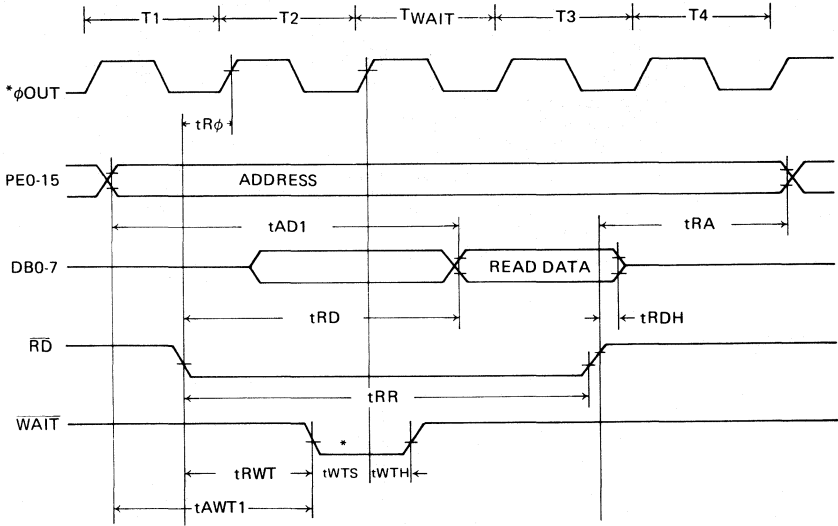 T1 T2 TWAIT T3 T4
*ϕOUT
tRϕ
PE0-15 ADDRESS
tAD1 tRA
DB0-7 READ DATA
tRD tRDH
RD
tRR
WAIT
*
tRWT tWTS tWTH
tAWT1